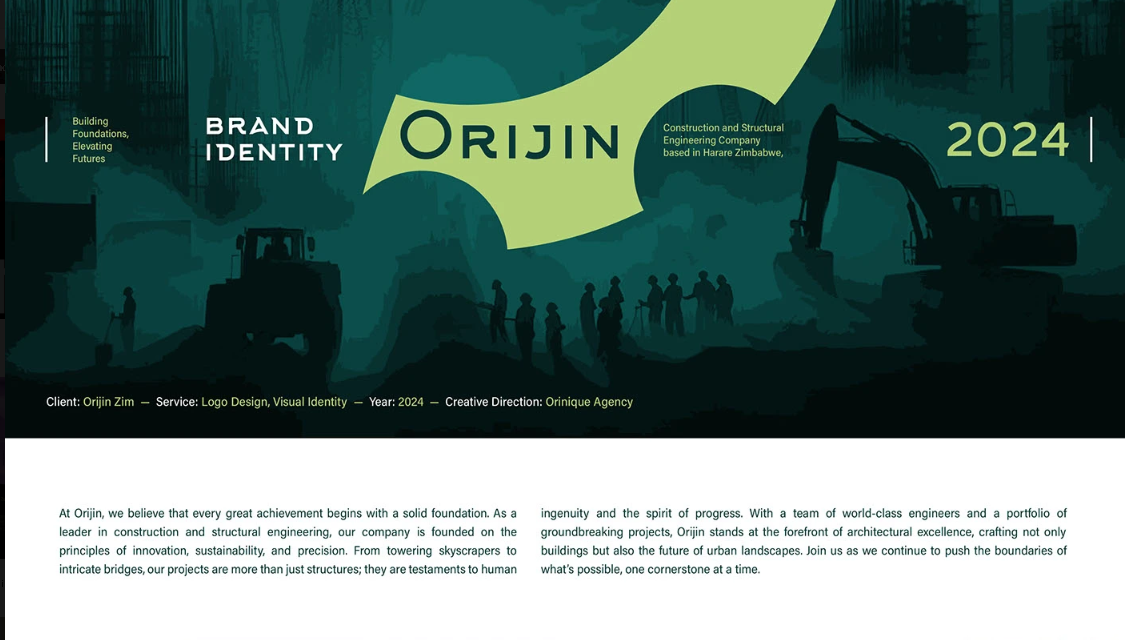 Building
Foundations,
Elevating
Futures
BRAND
IDENTITY
ORIJIN
Construction and Structural
Engineering Company
based in Harare Zimbabwe,
2024
Client: Orijin Zim — Service: Logo Design, Visual Identity — Year: 2024 — Creative Direction: Orinique Agency
At Orijin, we believe that every great achievement begins with a solid foundation. As a
leader in construction and structural engineering, our company is founded on the
principles of innovation, sustainability, and precision. From towering skyscrapers to
intricate bridges, our projects are more than just structures; they are testaments to human
ingenuity and the spirit of progress. With a team of world-class engineers and a portfolio of
groundbreaking projects, Orijin stands at the forefront of architectural excellence, crafting not only
buildings but also the future of urban landscapes. Join us as we continue to push the boundaries of
what's possible, one cornerstone at a time.